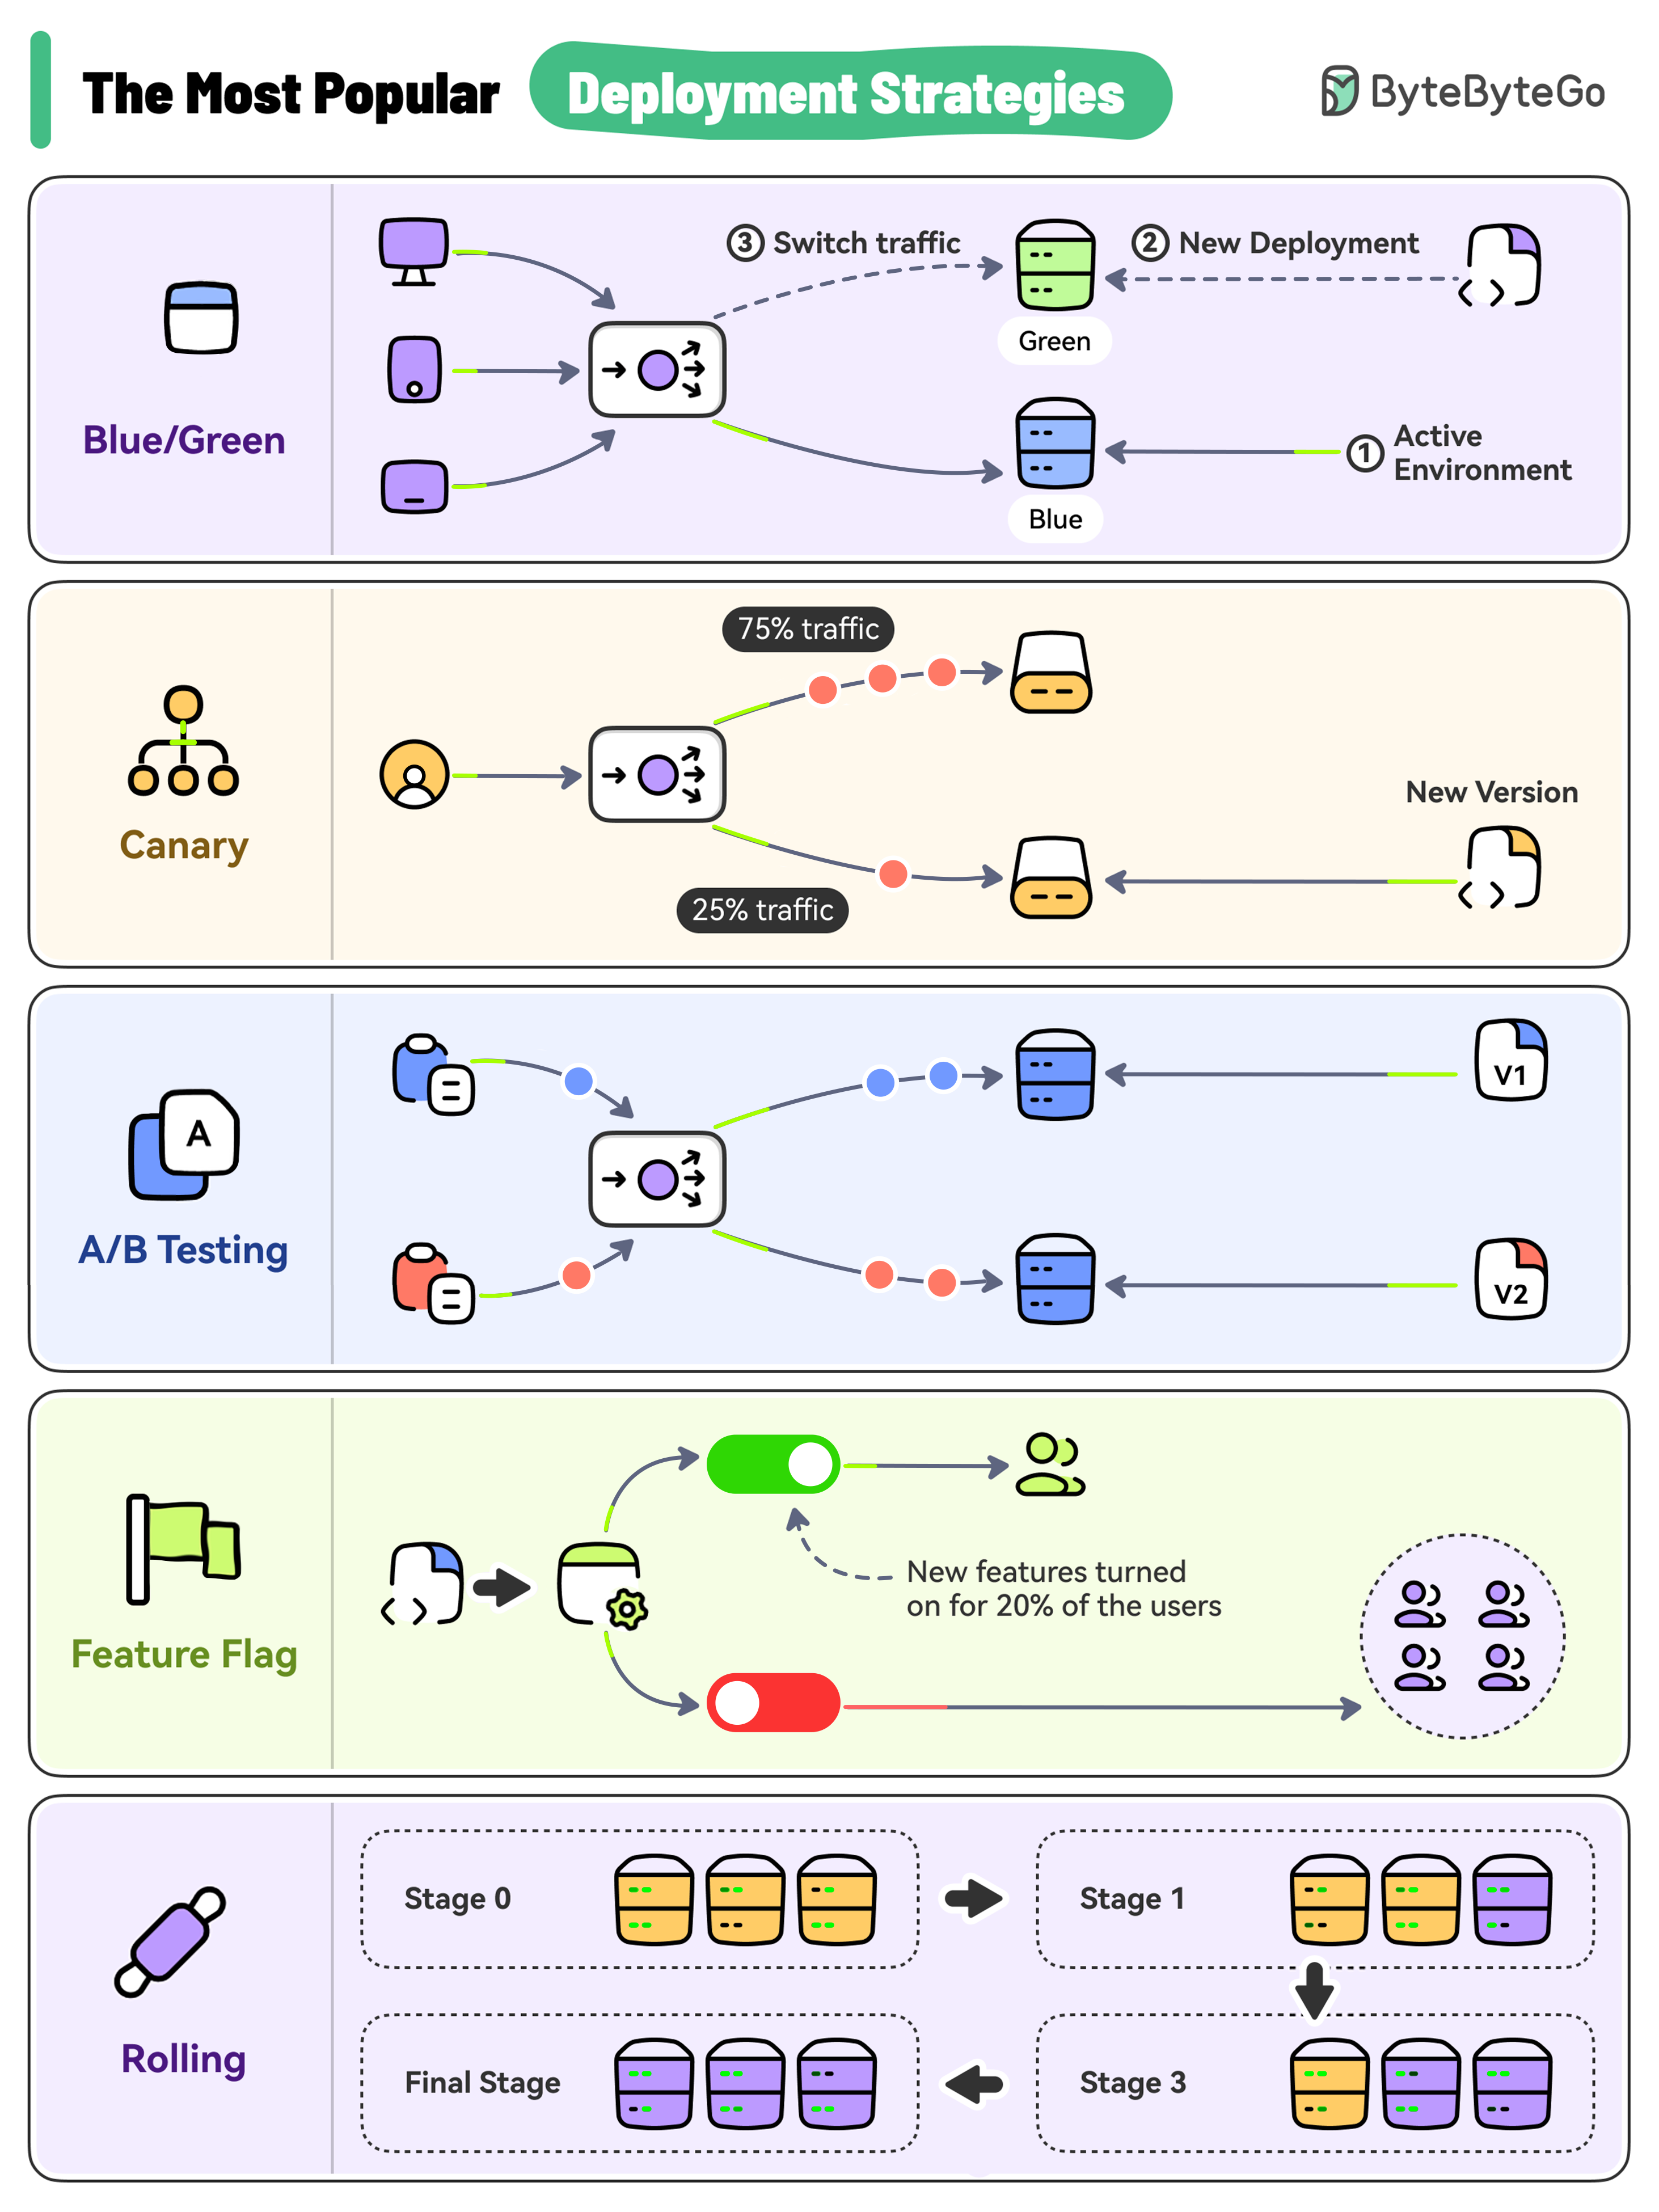 The Most Popular Deployment Strategies
ByteByteGo
Blue/Green
3 Switch traffic
2 New Deployment
Green
1 Active
Environment
Blue
Canary
75% traffic
25% traffic
New Version
A
A/B Testing
V1
V2
Feature Flag
New features turned
on for 20% of the users
Rolling
Stage 0
Stage 1
Final Stage
Stage 3